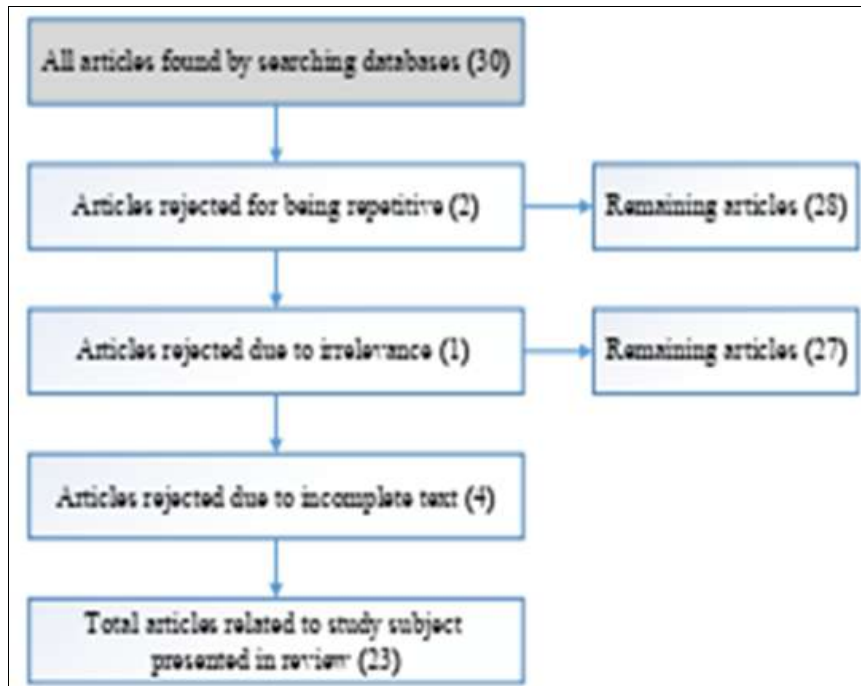 All articles found by searching databases (30)
Articles rejected for being repetitive (2)
Remaining articles (28)
Articles rejected due to irrelevance (1)
Remaining articles (27)
Articles rejected due to incomplete text (4)
Total articles related to study subject
presented in review (23)